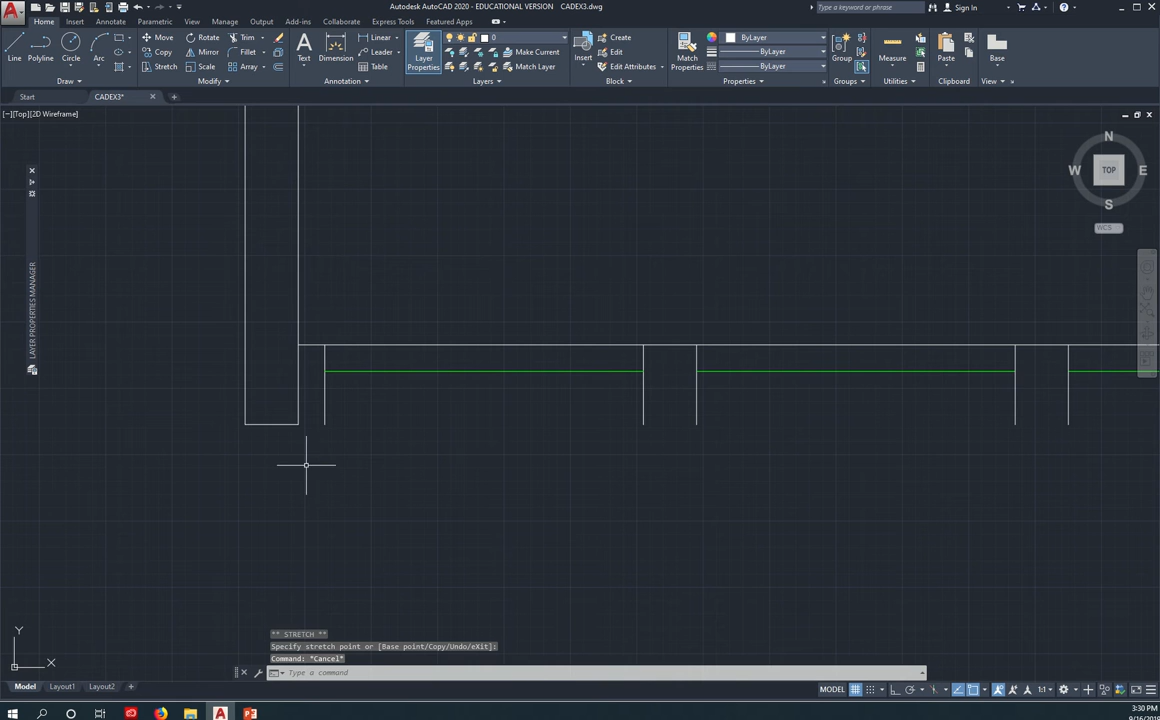 Autodesk AutoCAD 2020 - EDUCATIONAL VERSION CADEX3.dwg
Type a keyword or phrase
Sign In
Home Insert Annotate Parametric View Manage Output Add-ins Collaborate Express Tools Featured Apps
Line Polyline Circle Arc
Move Rotate Trim
Copy Mirror Fillet
Stretch Scale Array
Text Dimension
Linear
Leader
Table
Layer Properties
0
Make Current
Match Layer
Insert
Create
Edit
Edit Attributes
Match Properties
ByLayer
ByLayer
ByLayer
Group
Measure
Paste
Base
Draw Modify Annotation Layers Block Properties Groups Utilities Clipboard View
Start CADEX3*
[−][Top][2D Wireframe]
N
W TOP E
S
WCS
LAYER PROPERTIES MANAGER
Y
X
** STRETCH **
Specify stretch point or [Base point/Copy/Undo/eXit]:
Command: *Cancel*
Type a command
Model Layout1 Layout2
MODEL
1:1
3:30 PM